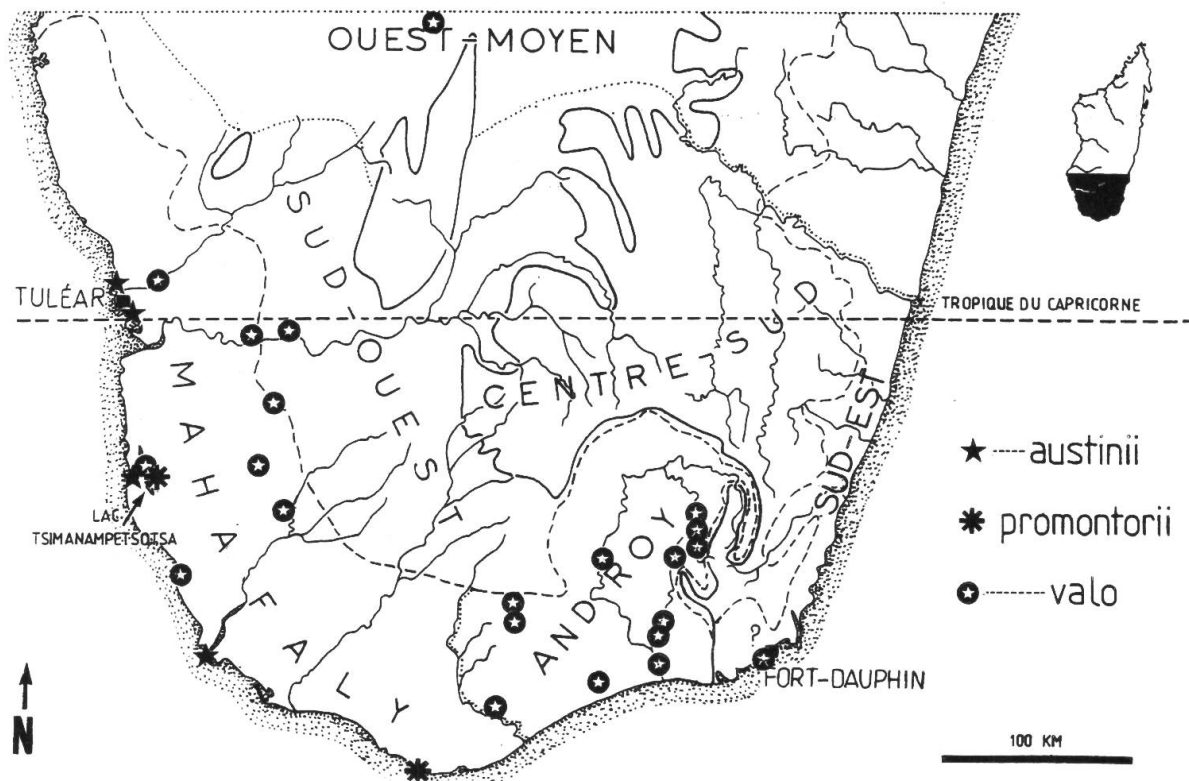 OUEST-MOYEN
SUD-OUEST
TULÉAR
TROPIQUE DU CAPRICORNE
CENTRE-SUD
MAHAFALY
SUD-EST
austinii
LAC
TSIMANAMPETSOTSA
promontorii
ANDROY
valo
?
FORT-DAUPHIN
N
100 KM